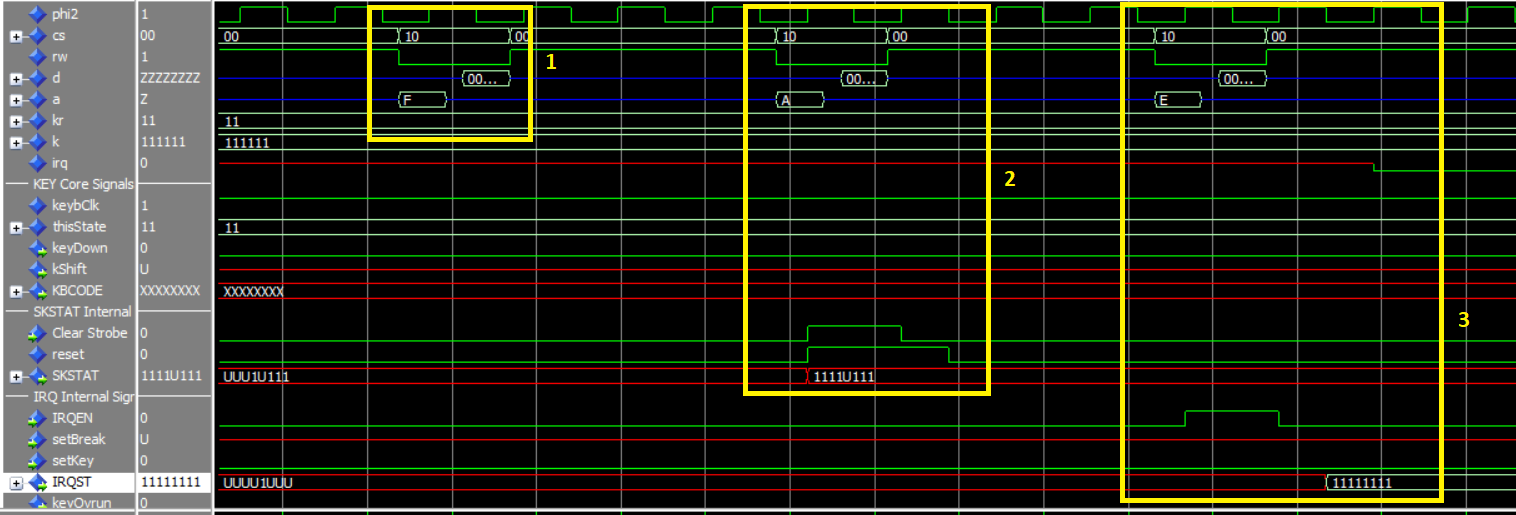 phi2 1
cs 00 00 10 00 10 00 10 00
rw 1
1
d ZZZZZZZZ 00... 00... 00...
a Z F A E
kr 11 11
k 111111 111111
irq 0
2
KEY Core Signals
keybClk 1
thisState 11 11
keyDown 0
kShift U
KBCODE XXXXXXXX XXXXXXXX
SKSTAT Internal
3
Clear Strobe 0
reset 0
SKSTAT 1111U111 UUU1U111 1111U111
IRQ Internal Sigr
IRQEN 0
setBreak U
setKey 0
IRQST 11111111 UUUU1UUU 11111111
keyOvrun 0